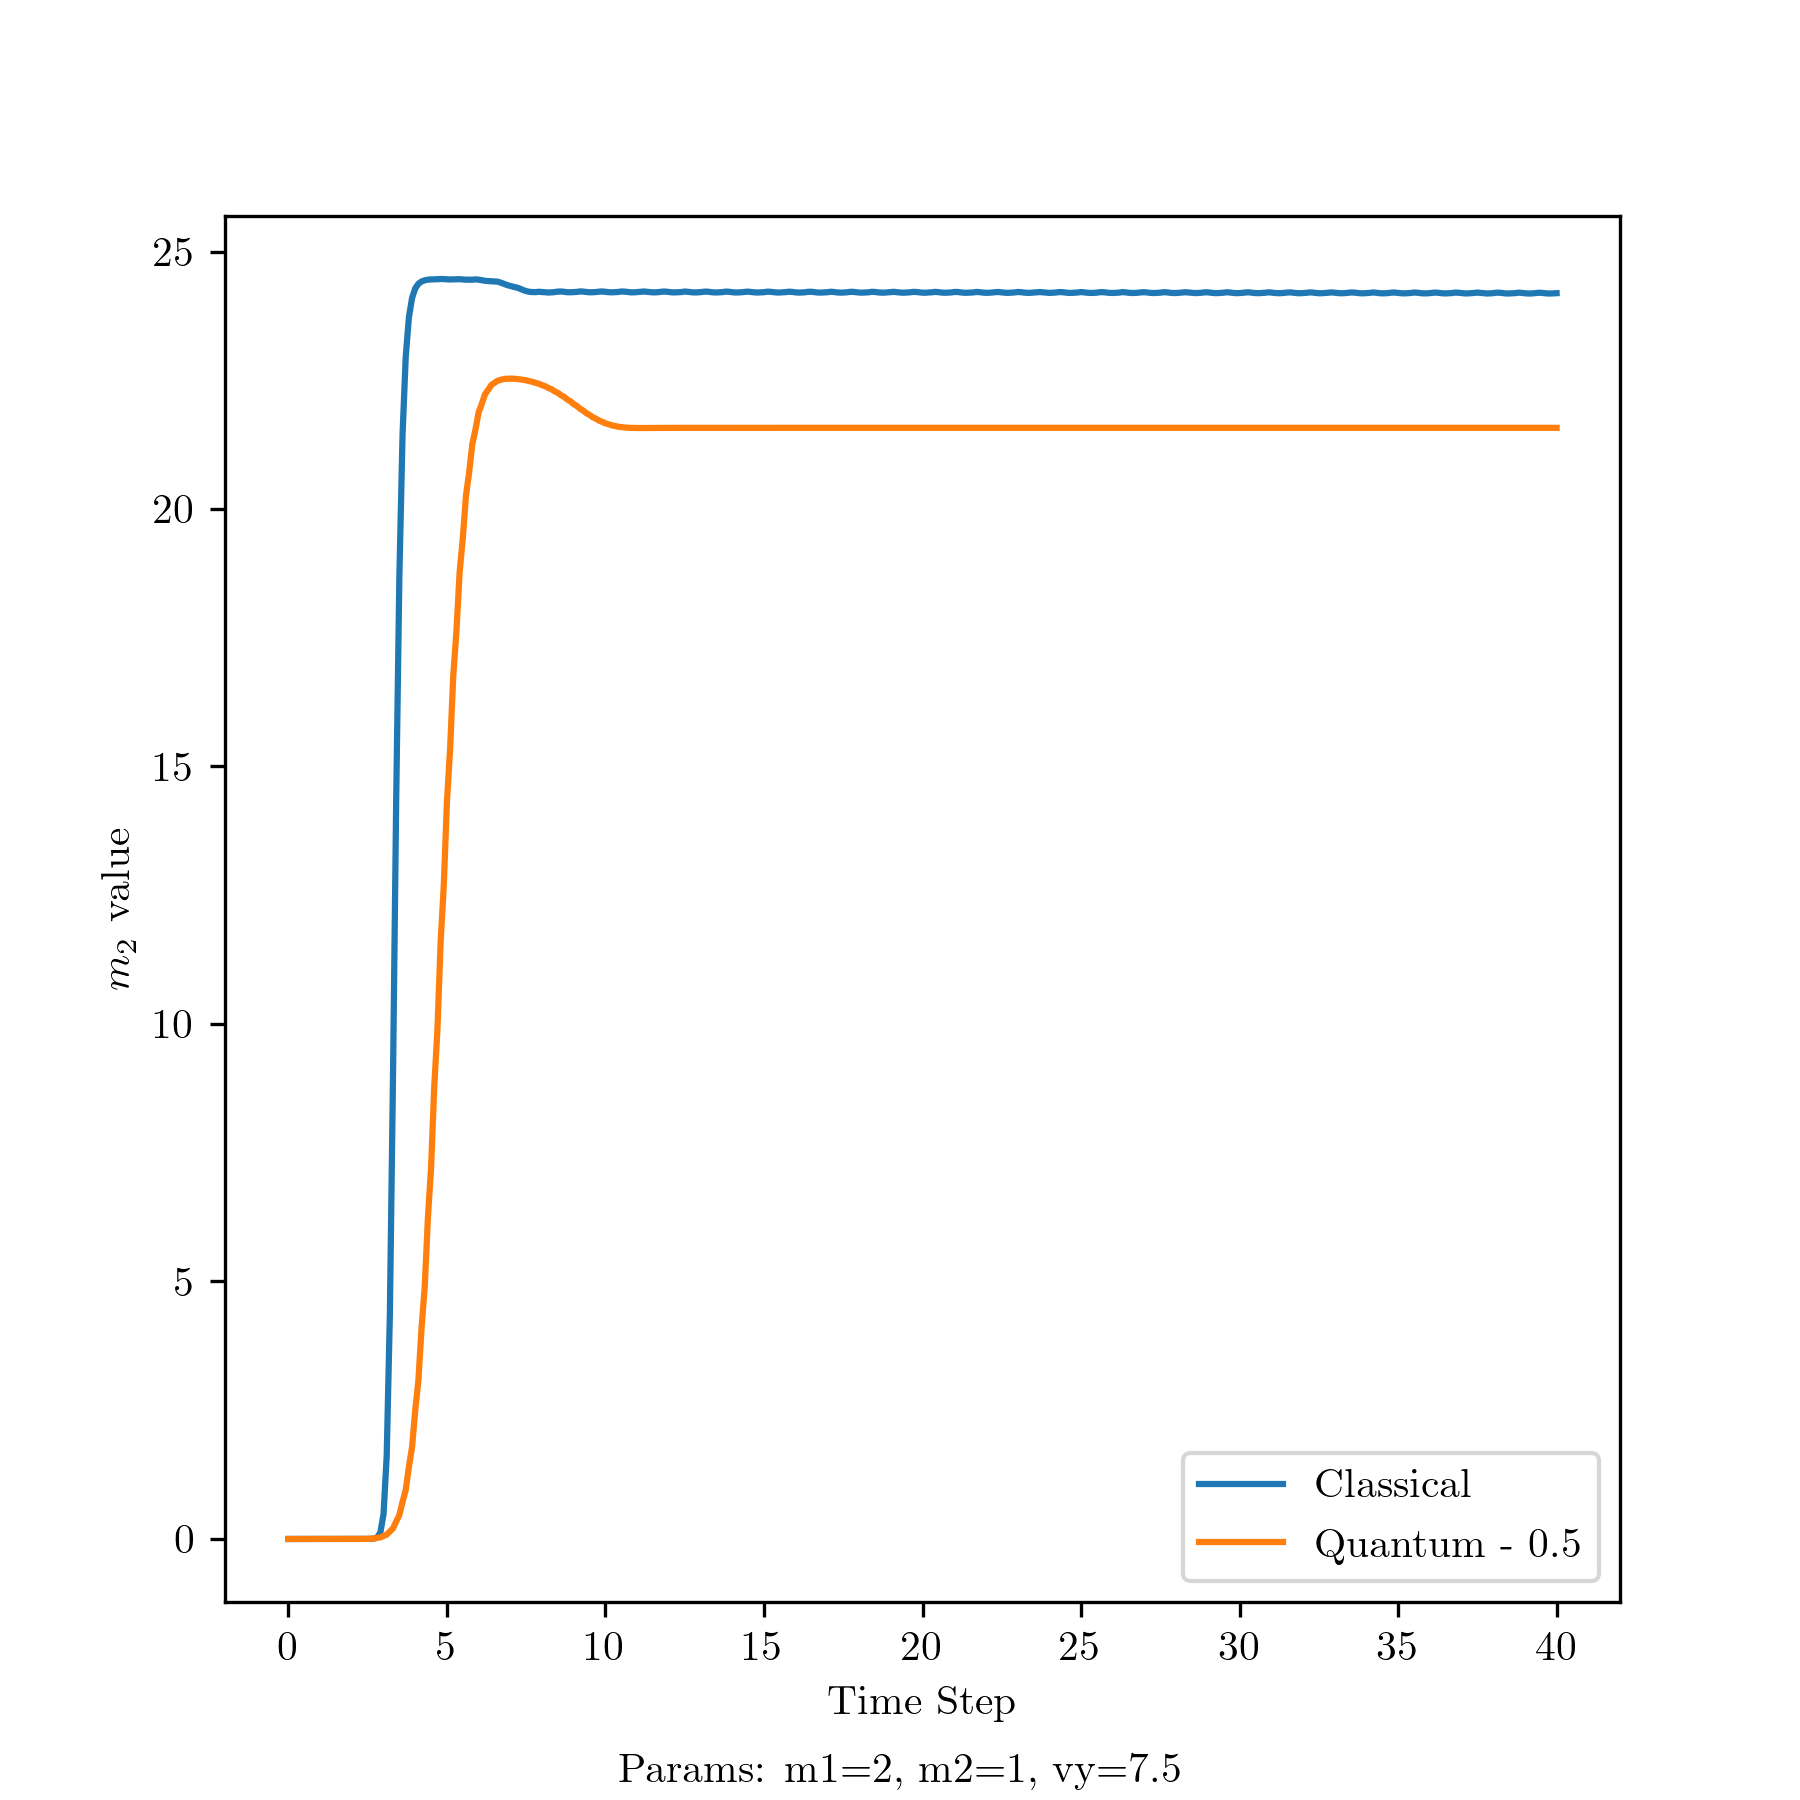 25
20
15
10
5
0
m₂ value
0 5 10 15 20 25 30 35 40
Time Step
Classical
Quantum - 0.5
Params: m1=2, m2=1, vy=7.5